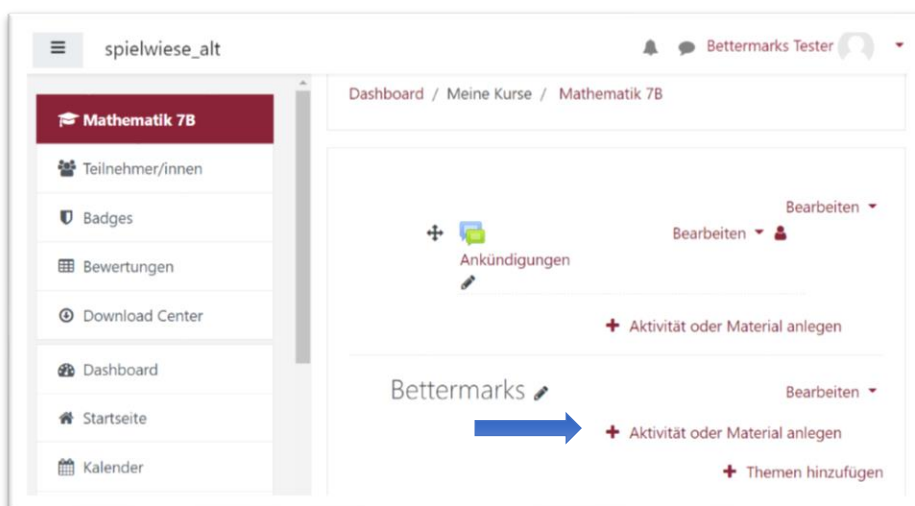 spielwiese_alt
Bettermarks Tester
Mathematik 7B
Teilnehmer/innen
Badges
Bewertungen
Download Center
Dashboard
Startseite
Kalender
Dashboard / Meine Kurse / Mathematik 7B
Bearbeiten
Bearbeiten
Ankündigungen
Aktivität oder Material anlegen
Bettermarks
Bearbeiten
Aktivität oder Material anlegen
Themen hinzufügen